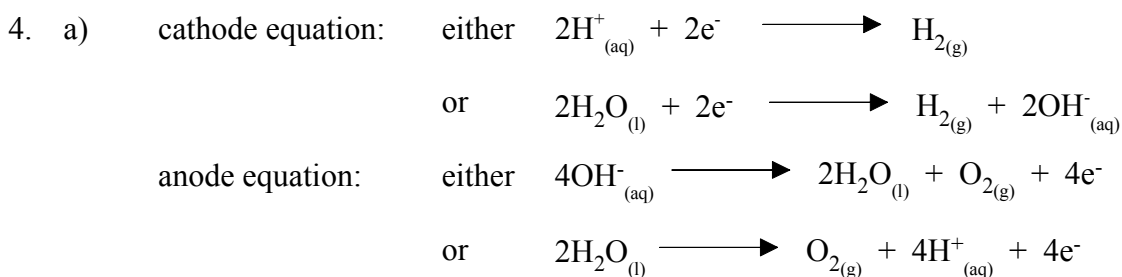 4. a) cathode equation: either 2H⁺(aq) + 2e⁻ ⟶ H₂(g)
or 2H₂O(l) + 2e⁻ ⟶ H₂(g) + 2OH⁻(aq)
anode equation: either 4OH⁻(aq) ⟶ 2H₂O(l) + O₂(g) + 4e⁻
or 2H₂O(l) ⟶ O₂(g) + 4H⁺(aq) + 4e⁻